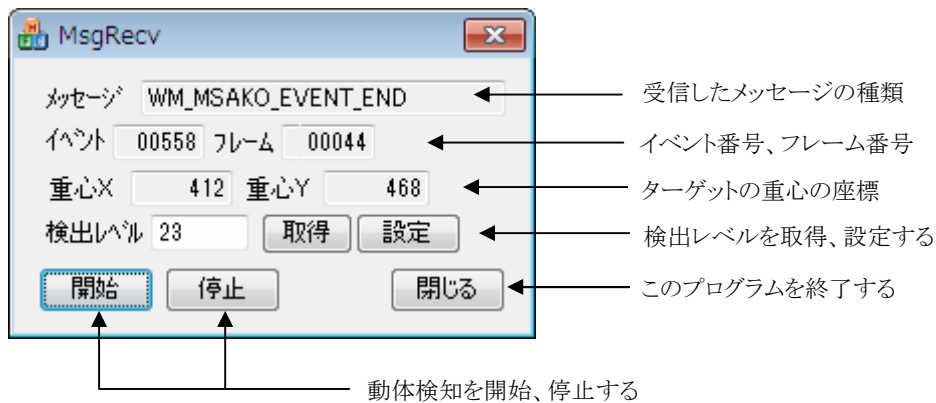 MsgRecv
メッセージ WM_MSAKO_EVENT_END
受信したメッセージの種類
イベント 00558 フレーム 00044
イベント番号、フレーム番号
重心X 412 重心Y 468
ターゲットの重心の座標
検出レベル 23 取得 設定
検出レベルを取得、設定する
開始 停止 閉じる
このプログラムを終了する
動体検知を開始、停止する